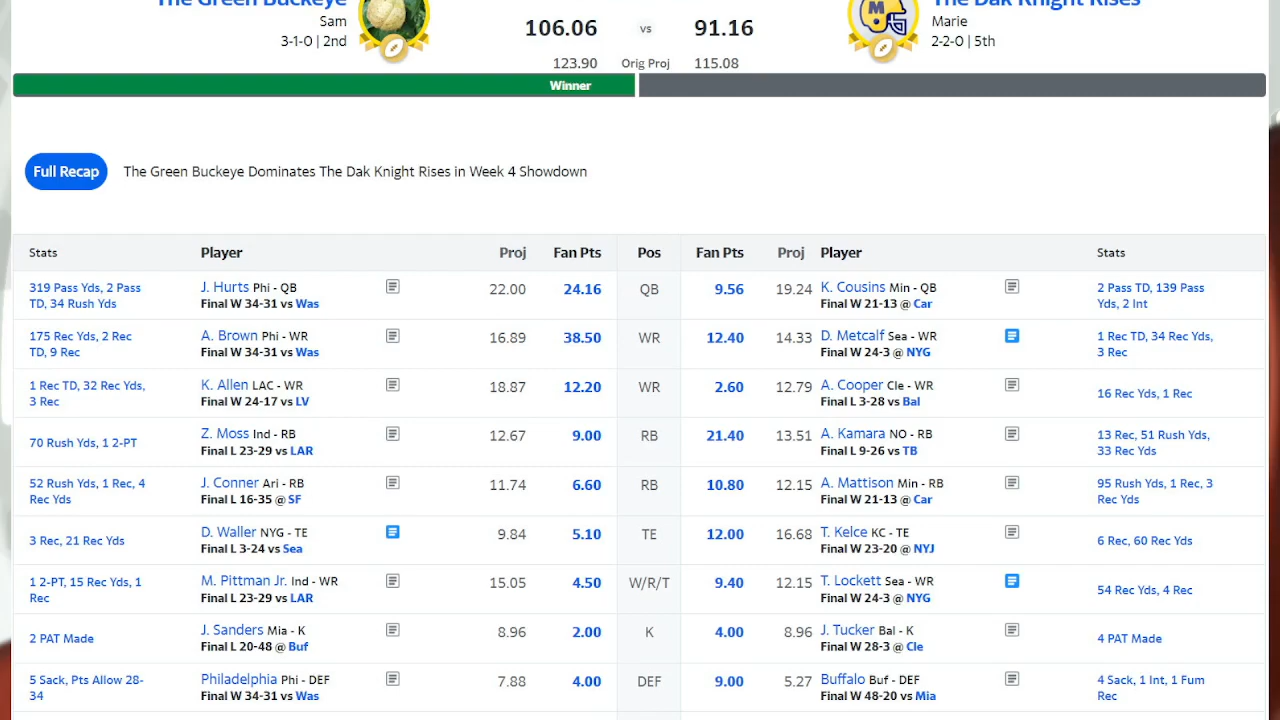 The Green Buckeye
Sam
3-1-0 | 2nd
106.06 vs 91.16
123.90 Orig Proj 115.08
M
The Dak Knight Rises
Marie
2-2-0 | 5th
Winner
Full Recap The Green Buckeye Dominates The Dak Knight Rises in Week 4 Showdown
Stats Player Proj Fan Pts Pos Fan Pts Proj Player Stats
319 Pass Yds, 2 Pass J. Hurts Phi - QB 22.00 24.16 QB 9.56 19.24 K. Cousins Min - QB 2 Pass TD, 139 Pass
TD, 34 Rush Yds Final W 34-31 vs Was Final W 21-13 @ Car Yds, 2 Int
175 Rec Yds, 2 Rec A. Brown Phi - WR 16.89 38.50 WR 12.40 14.33 D. Metcalf Sea - WR 1 Rec TD, 34 Rec Yds,
TD, 9 Rec Final W 34-31 vs Was Final W 24-3 @ NYG 3 Rec
1 Rec TD, 32 Rec Yds, K. Allen LAC - WR 18.87 12.20 WR 2.60 12.79 A. Cooper Cle - WR 16 Rec Yds, 1 Rec
3 Rec Final W 24-17 vs LV Final L 3-28 vs Bal
70 Rush Yds, 1 2-PT Z. Moss Ind - RB 12.67 9.00 RB 21.40 13.51 A. Kamara NO - RB 13 Rec, 51 Rush Yds,
Final L 23-29 vs LAR Final L 9-26 vs TB 33 Rec Yds
52 Rush Yds, 1 Rec, 4 J. Conner Ari - RB 11.74 6.60 RB 10.80 12.15 A. Mattison Min - RB 95 Rush Yds, 1 Rec, 3
Rec Yds Final L 16-35 @ SF Final W 21-13 @ Car Rec Yds
3 Rec, 21 Rec Yds D. Waller NYG - TE 9.84 5.10 TE 12.00 16.68 T. Kelce KC - TE 6 Rec, 60 Rec Yds
Final L 3-24 vs Sea Final W 23-20 @ NYJ
1 2-PT, 15 Rec Yds, 1 M. Pittman Jr. Ind - WR 15.05 4.50 W/R/T 9.40 12.15 T. Lockett Sea - WR 54 Rec Yds, 4 Rec
Rec Final L 23-29 vs LAR Final W 24-3 @ NYG
2 PAT Made J. Sanders Mia - K 8.96 2.00 K 4.00 8.96 J. Tucker Bal - K 4 PAT Made
Final L 20-48 @ Buf Final W 28-3 @ Cle
5 Sack, Pts Allow 28- Philadelphia Phi - DEF 7.88 4.00 DEF 9.00 5.27 Buffalo Buf - DEF 4 Sack, 1 Int, 1 Fum
34 Final W 34-31 vs Was Final W 48-20 vs Mia Rec